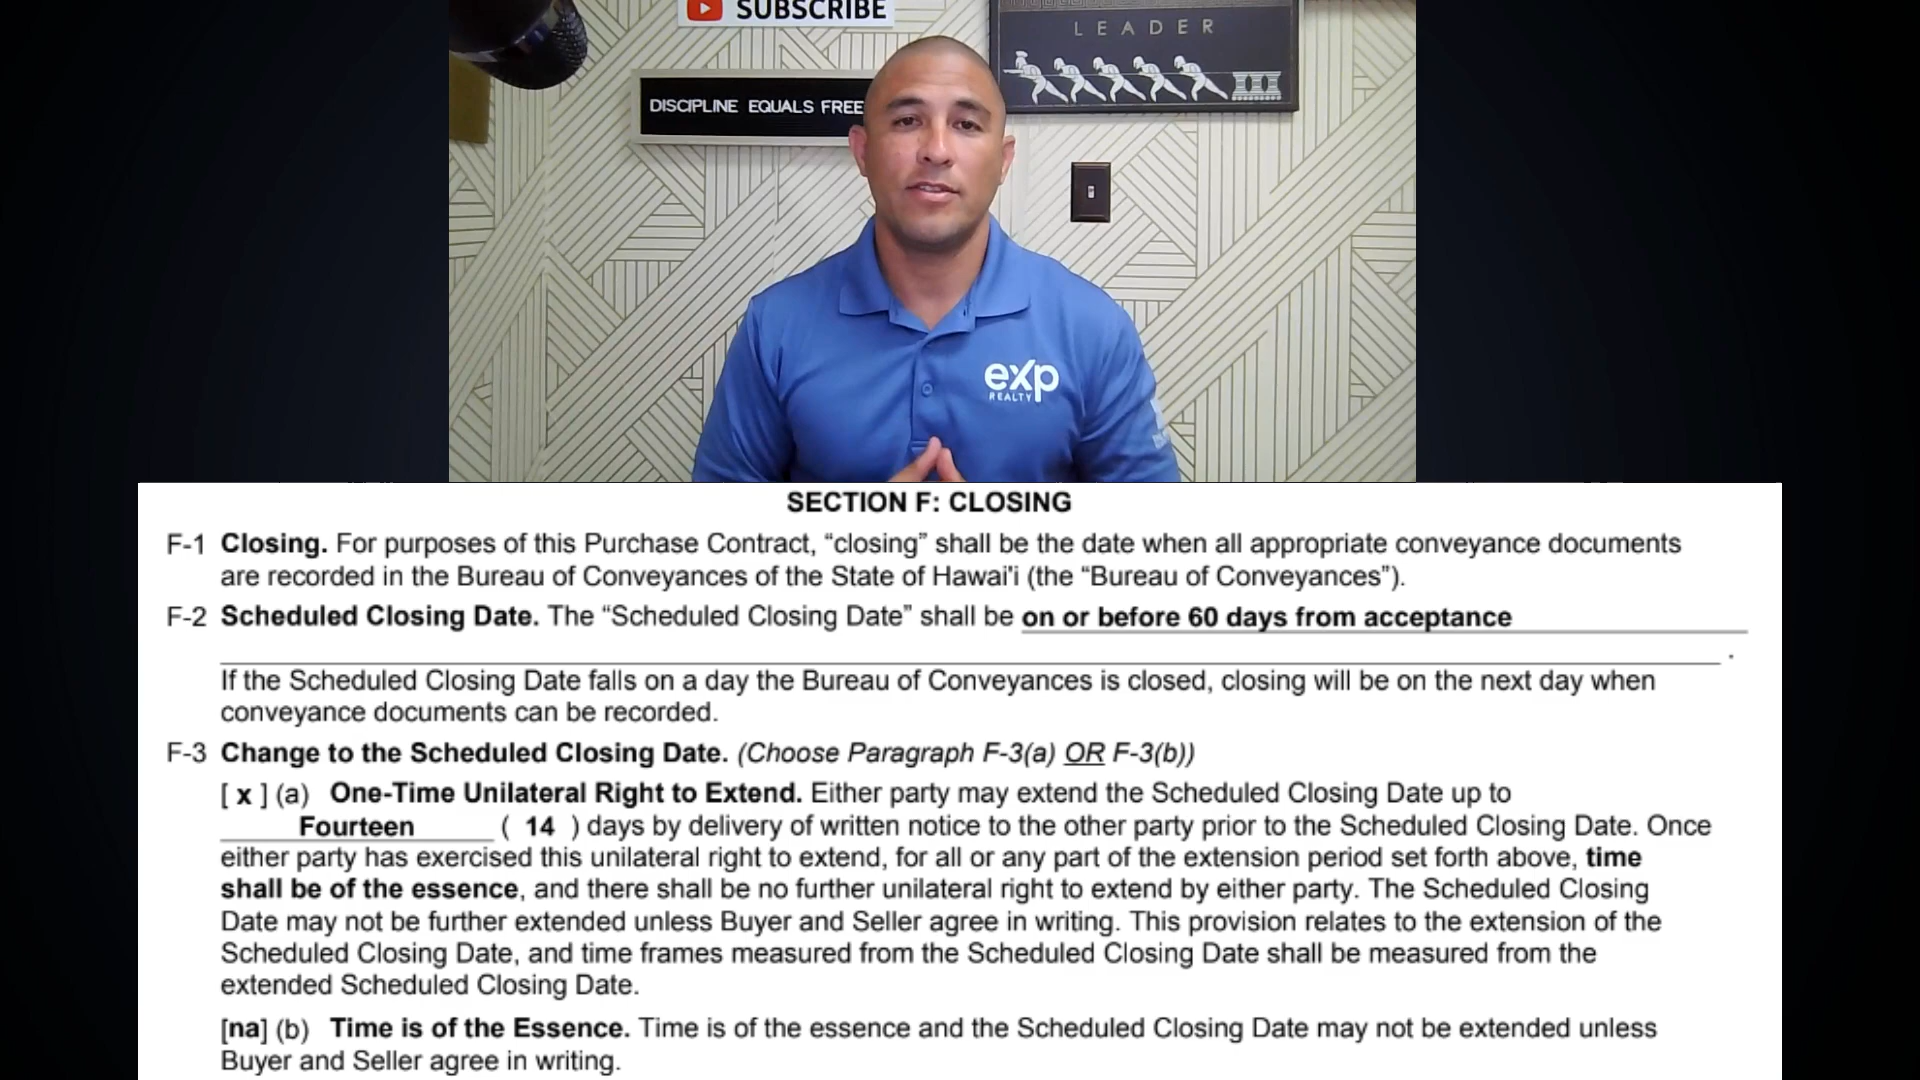 SUBSCRIBE
LEADER
DISCIPLINE EQUALS FREE
eXp
REALTY
SECTION F: CLOSING
F-1 Closing. For purposes of this Purchase Contract, “closing” shall be the date when all appropriate conveyance documents
are recorded in the Bureau of Conveyances of the State of Hawai'i (the “Bureau of Conveyances”).
F-2 Scheduled Closing Date. The “Scheduled Closing Date” shall be on or before 60 days from acceptance
.
If the Scheduled Closing Date falls on a day the Bureau of Conveyances is closed, closing will be on the next day when
conveyance documents can be recorded.
F-3 Change to the Scheduled Closing Date. (Choose Paragraph F-3(a) OR F-3(b))
[ x ] (a) One-Time Unilateral Right to Extend. Either party may extend the Scheduled Closing Date up to
Fourteen ( 14 ) days by delivery of written notice to the other party prior to the Scheduled Closing Date. Once
either party has exercised this unilateral right to extend, for all or any part of the extension period set forth above, time
shall be of the essence, and there shall be no further unilateral right to extend by either party. The Scheduled Closing
Date may not be further extended unless Buyer and Seller agree in writing. This provision relates to the extension of the
Scheduled Closing Date, and time frames measured from the Scheduled Closing Date shall be measured from the
extended Scheduled Closing Date.
[na] (b) Time is of the Essence. Time is of the essence and the Scheduled Closing Date may not be extended unless
Buyer and Seller agree in writing.